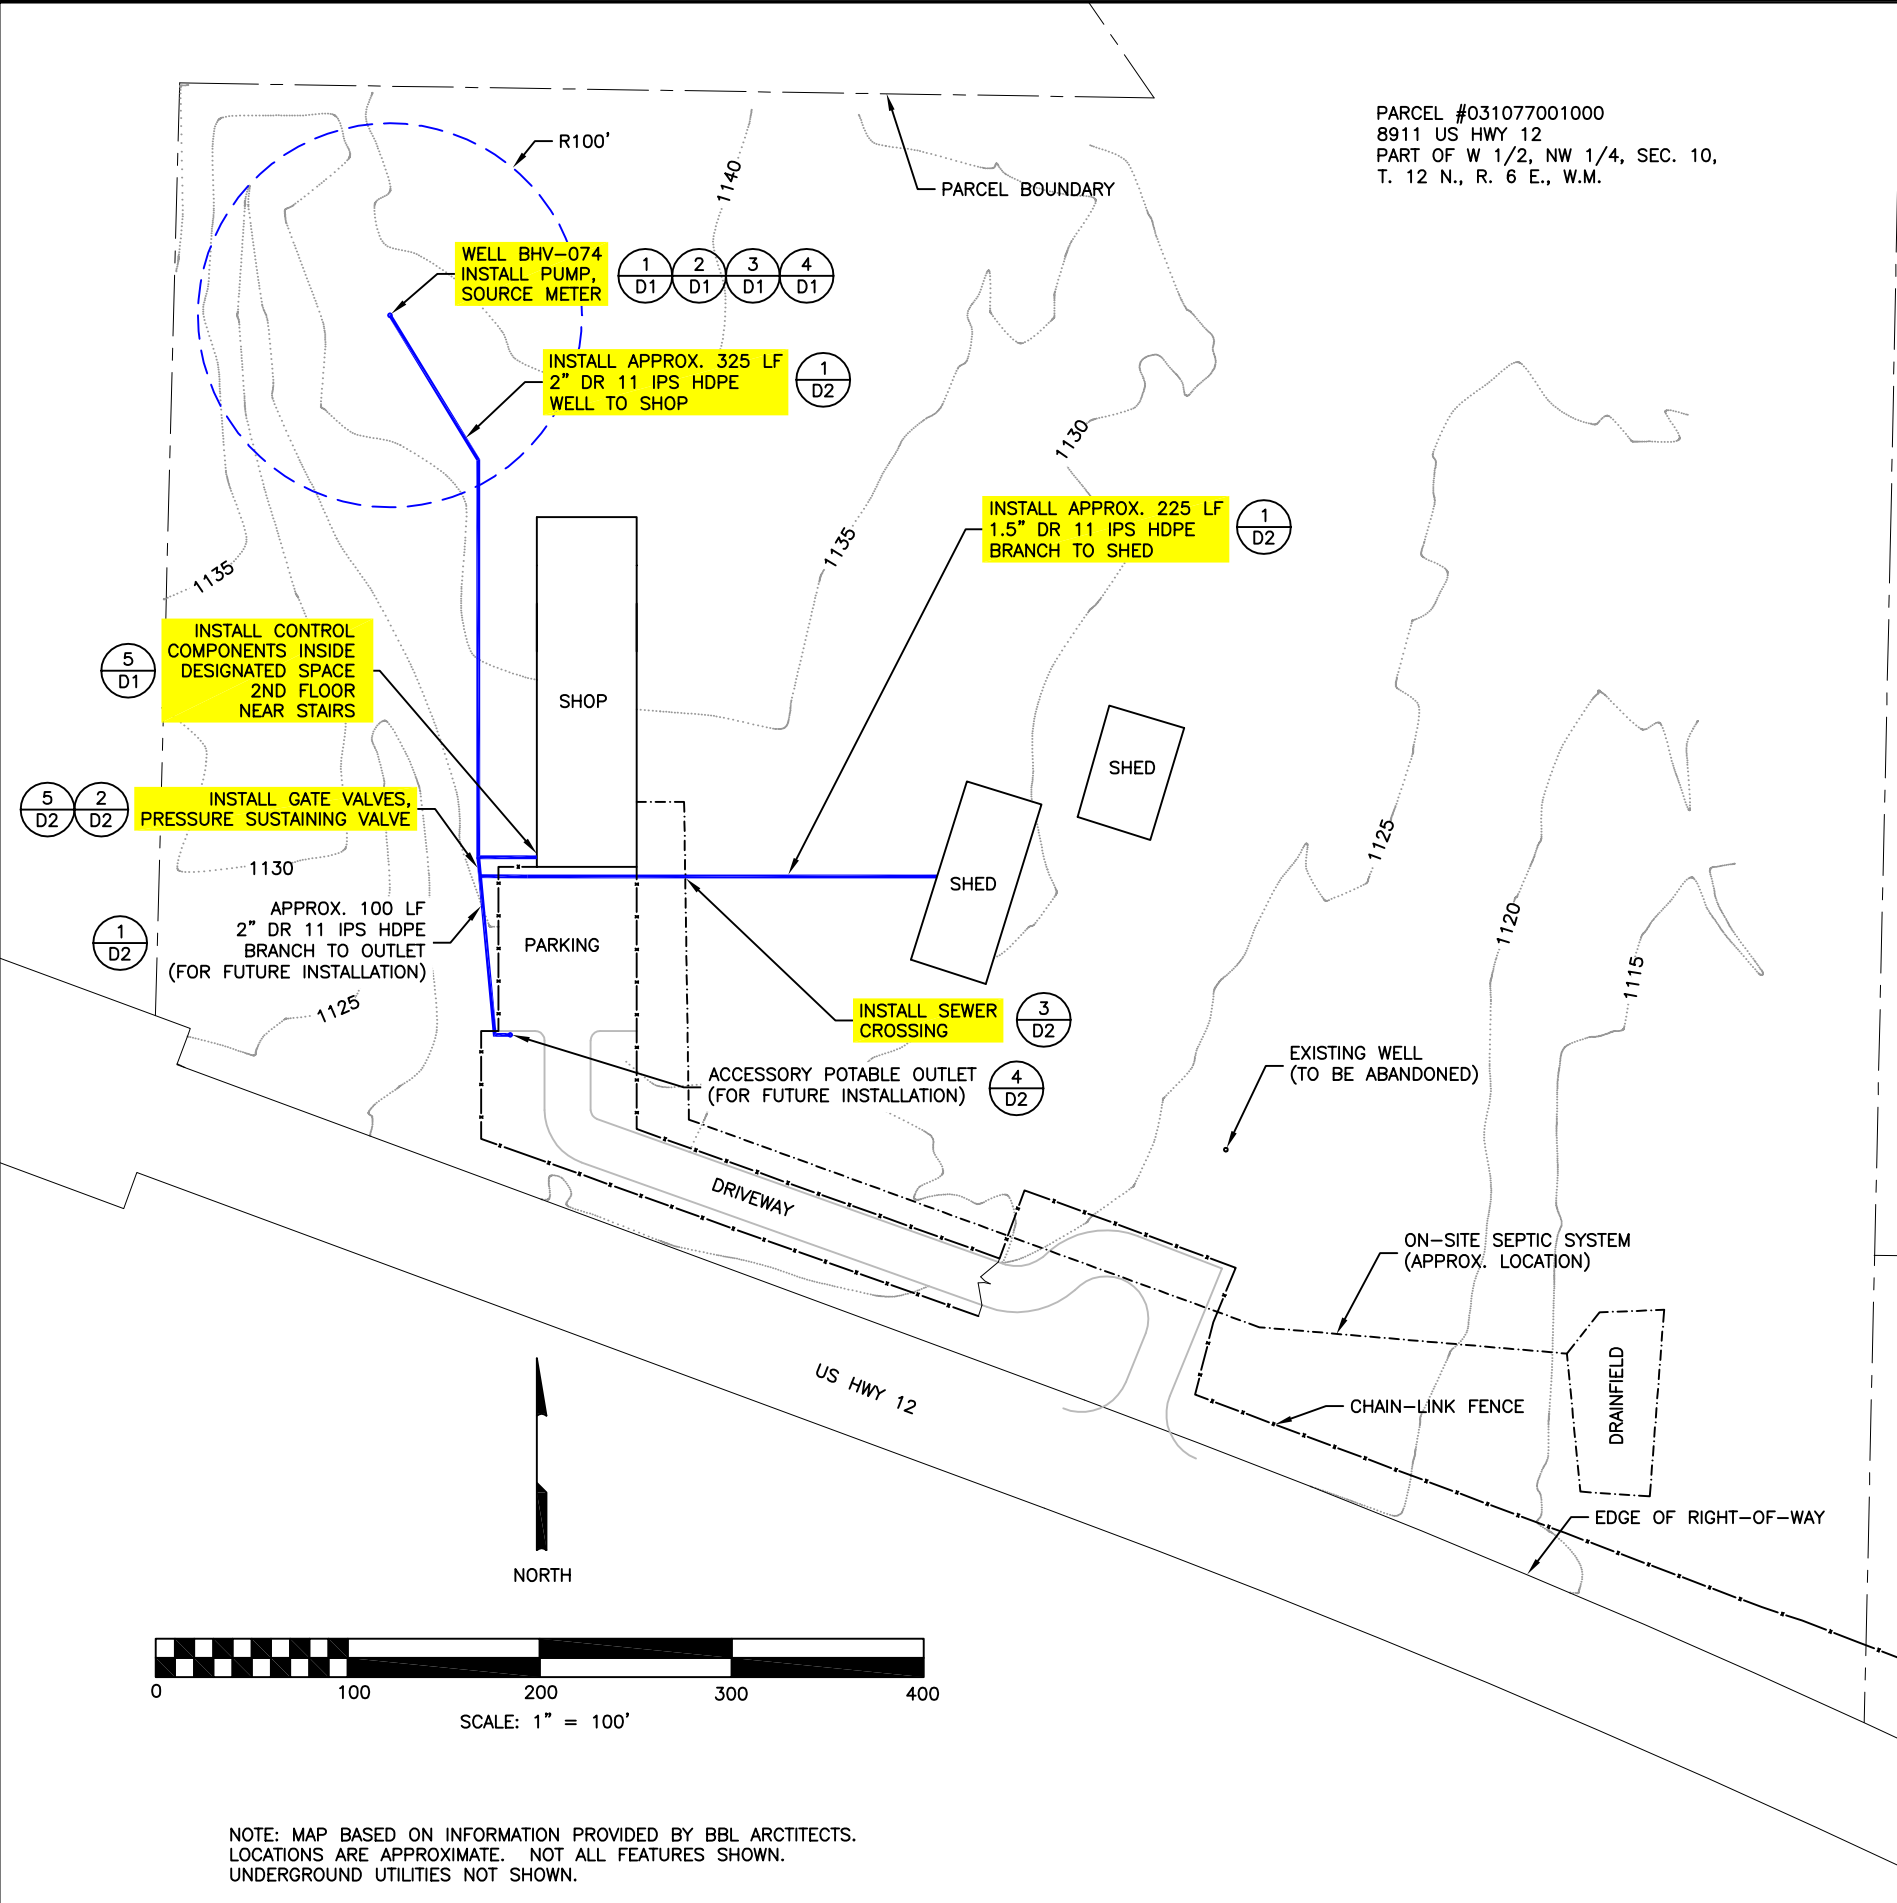 PARCEL #031077001000
8911 US HWY 12
PART OF W 1/2, NW 1/4, SEC. 10,
T. 12 N., R. 6 E., W.M.
R100'
1140
PARCEL BOUNDARY
WELL BHV-074
INSTALL PUMP,
SOURCE METER
1
D1
2
D1
3
D1
4
D1
INSTALL APPROX. 325 LF
2" DR 11 IPS HDPE
WELL TO SHOP
1
D2
1130
INSTALL APPROX. 225 LF
1.5" DR 11 IPS HDPE
BRANCH TO SHED
1
D2
1135
1135
INSTALL CONTROL
COMPONENTS INSIDE
DESIGNATED SPACE
2ND FLOOR
NEAR STAIRS
5
D1
SHOP
SHED
5
D2
2
D2
INSTALL GATE VALVES,
PRESSURE SUSTAINING VALVE
1125
1130
SHED
1
D2
APPROX. 100 LF
2" DR 11 IPS HDPE
BRANCH TO OUTLET
(FOR FUTURE INSTALLATION)
PARKING
1120
1115
1125
INSTALL SEWER
CROSSING
3
D2
ACCESSORY POTABLE OUTLET
(FOR FUTURE INSTALLATION)
4
D2
EXISTING WELL
(TO BE ABANDONED)
DRIVEWAY
ON-SITE SEPTIC SYSTEM
(APPROX. LOCATION)
US HWY 12
CHAIN-LINK FENCE
DRAINFIELD
EDGE OF RIGHT-OF-WAY
NORTH
0 100 200 300 400
SCALE: 1" = 100'
NOTE: MAP BASED ON INFORMATION PROVIDED BY BBL ARCTITECTS.
LOCATIONS ARE APPROXIMATE. NOT ALL FEATURES SHOWN.
UNDERGROUND UTILITIES NOT SHOWN.